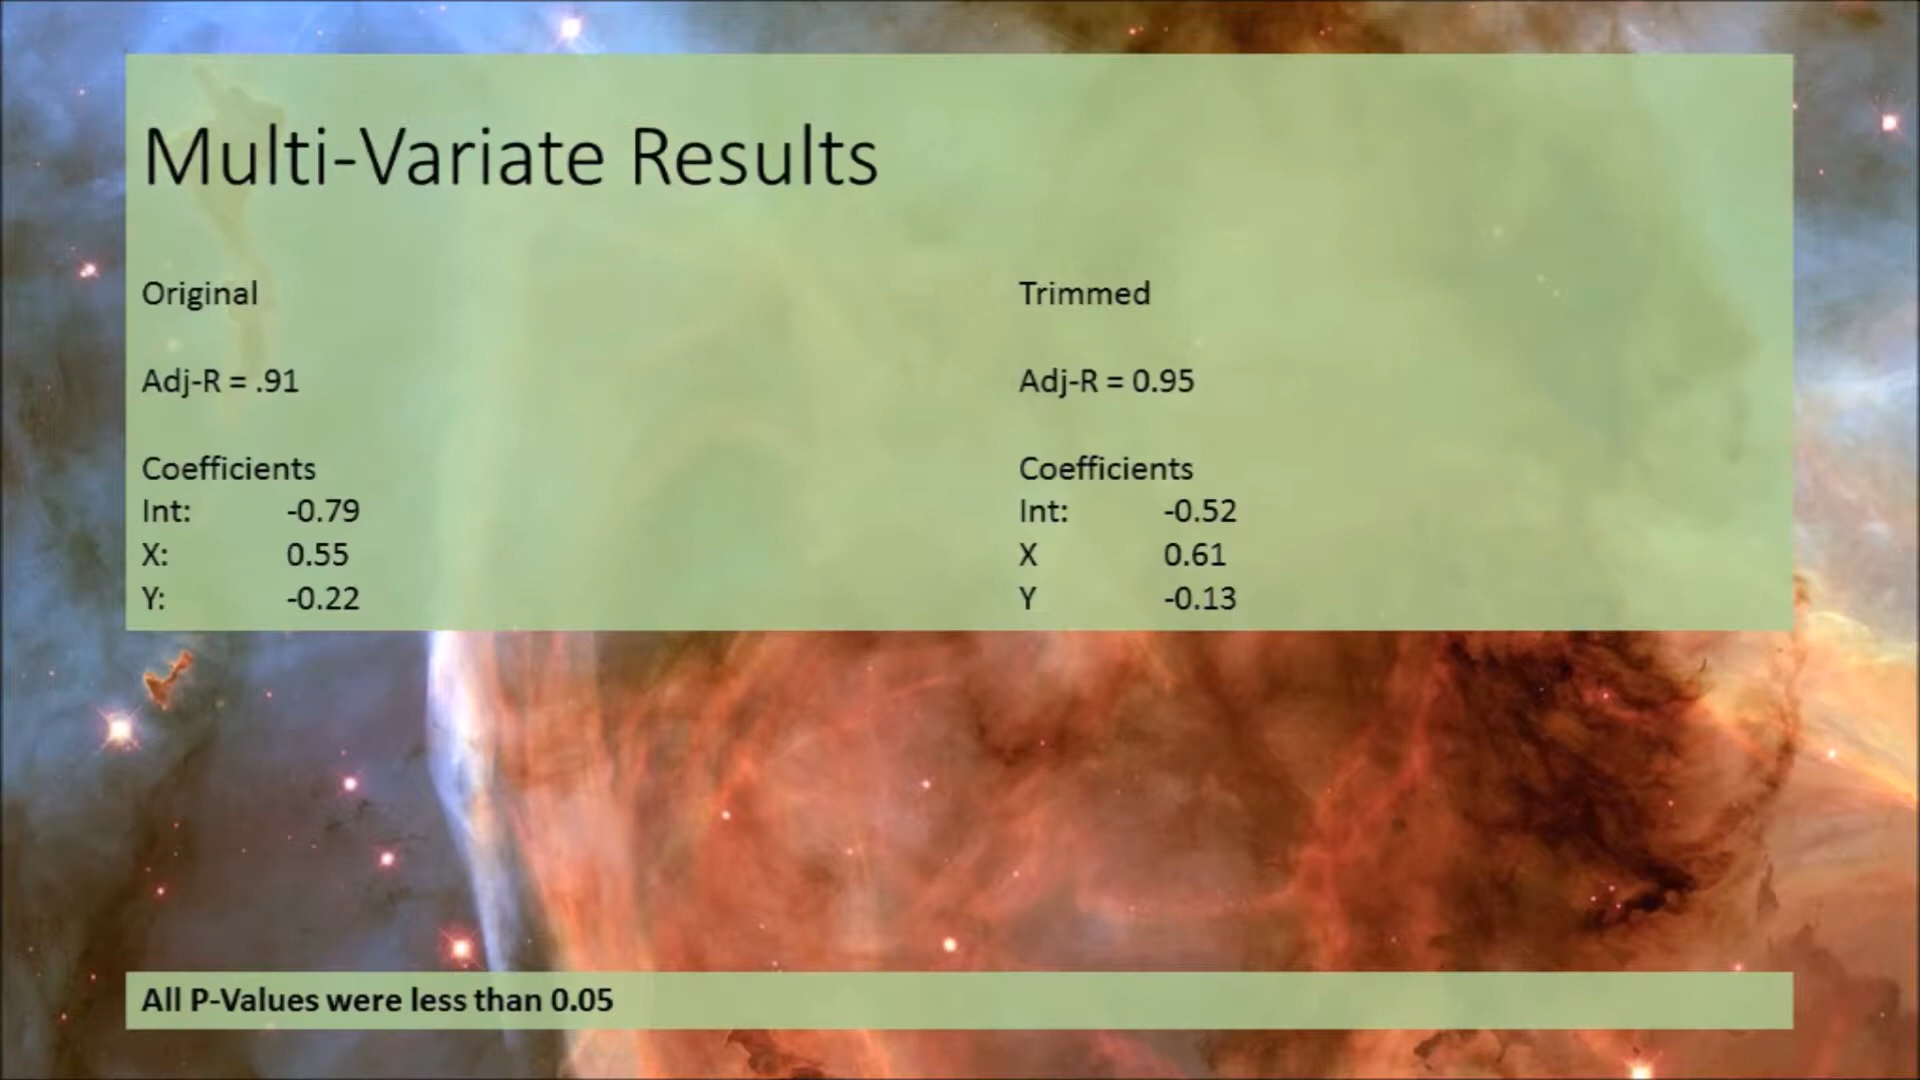 Multi-Variate Results
Original
Adj-R = .91
Coefficients
Int: -0.79
X: 0.55
Y: -0.22
Trimmed
Adj-R = 0.95
Coefficients
Int: -0.52
X 0.61
Y -0.13
All P-Values were less than 0.05